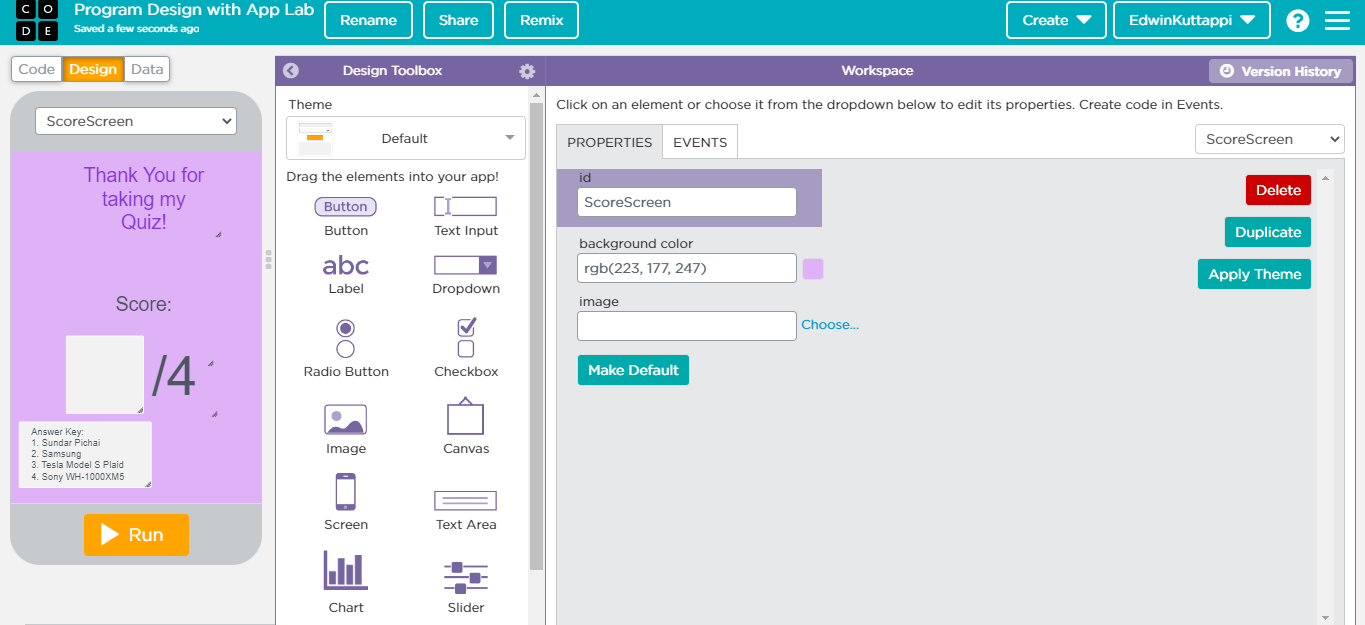 C O
D E
Program Design with App Lab
Saved a few seconds ago
Rename
Share
Remix
Create
EdwinKuttappi
?
Code
Design
Data
ScoreScreen
Thank You for
taking my
Quiz!
Score:
/4
Answer Key:
1. Sundar Pichai
2. Samsung
3. Tesla Model S Plaid
4. Sony WH-1000XM5
Run
Design Toolbox
Theme
Default
Drag the elements into your app!
Button
Button
Text Input
abc
Label
Dropdown
Radio Button
Checkbox
Image
Canvas
Screen
Text Area
Chart
Slider
Workspace
Version History
Click on an element or choose it from the dropdown below to edit its properties. Create code in Events.
PROPERTIES
EVENTS
ScoreScreen
id
ScoreScreen
background color
rgb(223, 177, 247)
image
Choose...
Make Default
Delete
Duplicate
Apply Theme